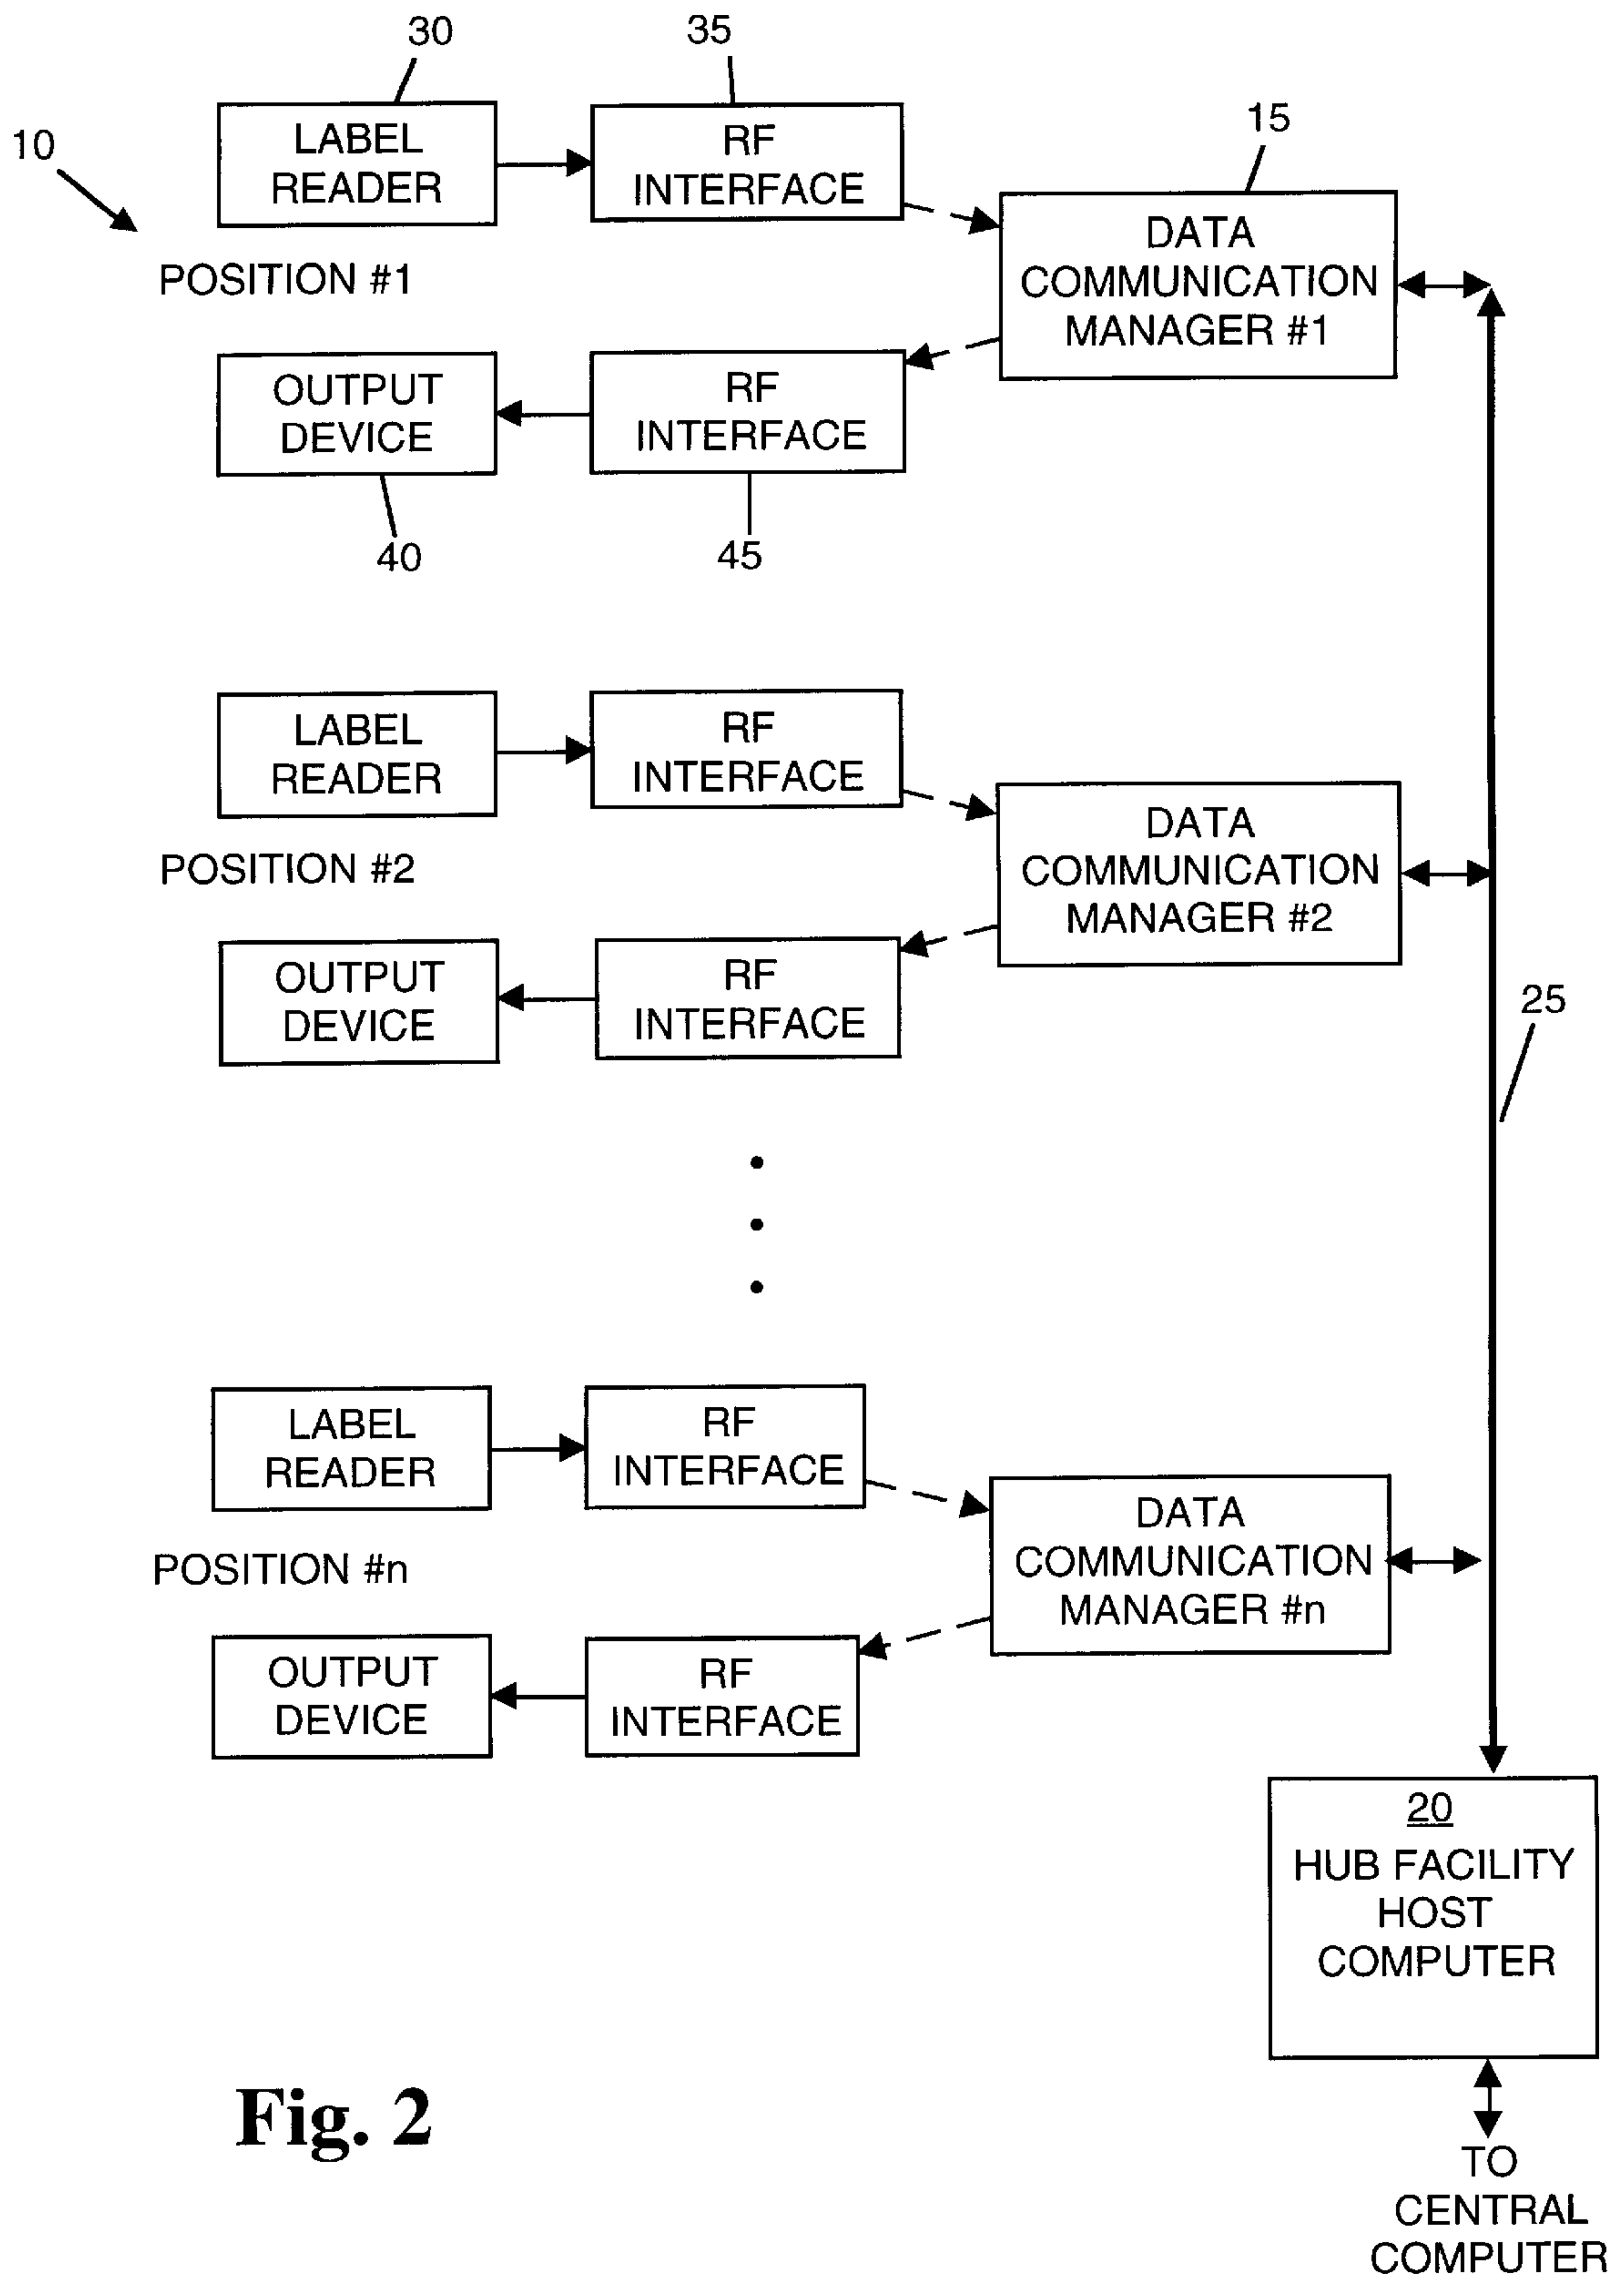 30
35
10
15
LABEL
READER
RF
INTERFACE
DATA
COMMUNICATION
MANAGER #1
POSITION #1
OUTPUT
DEVICE
RF
INTERFACE
40
45
LABEL
READER
RF
INTERFACE
DATA
COMMUNICATION
MANAGER #2
POSITION #2
OUTPUT
DEVICE
RF
INTERFACE
25
LABEL
READER
RF
INTERFACE
DATA
COMMUNICATION
MANAGER #n
POSITION #n
OUTPUT
DEVICE
RF
INTERFACE
20
HUB FACILITY
HOST
COMPUTER
Fig. 2
TO
CENTRAL
COMPUTER